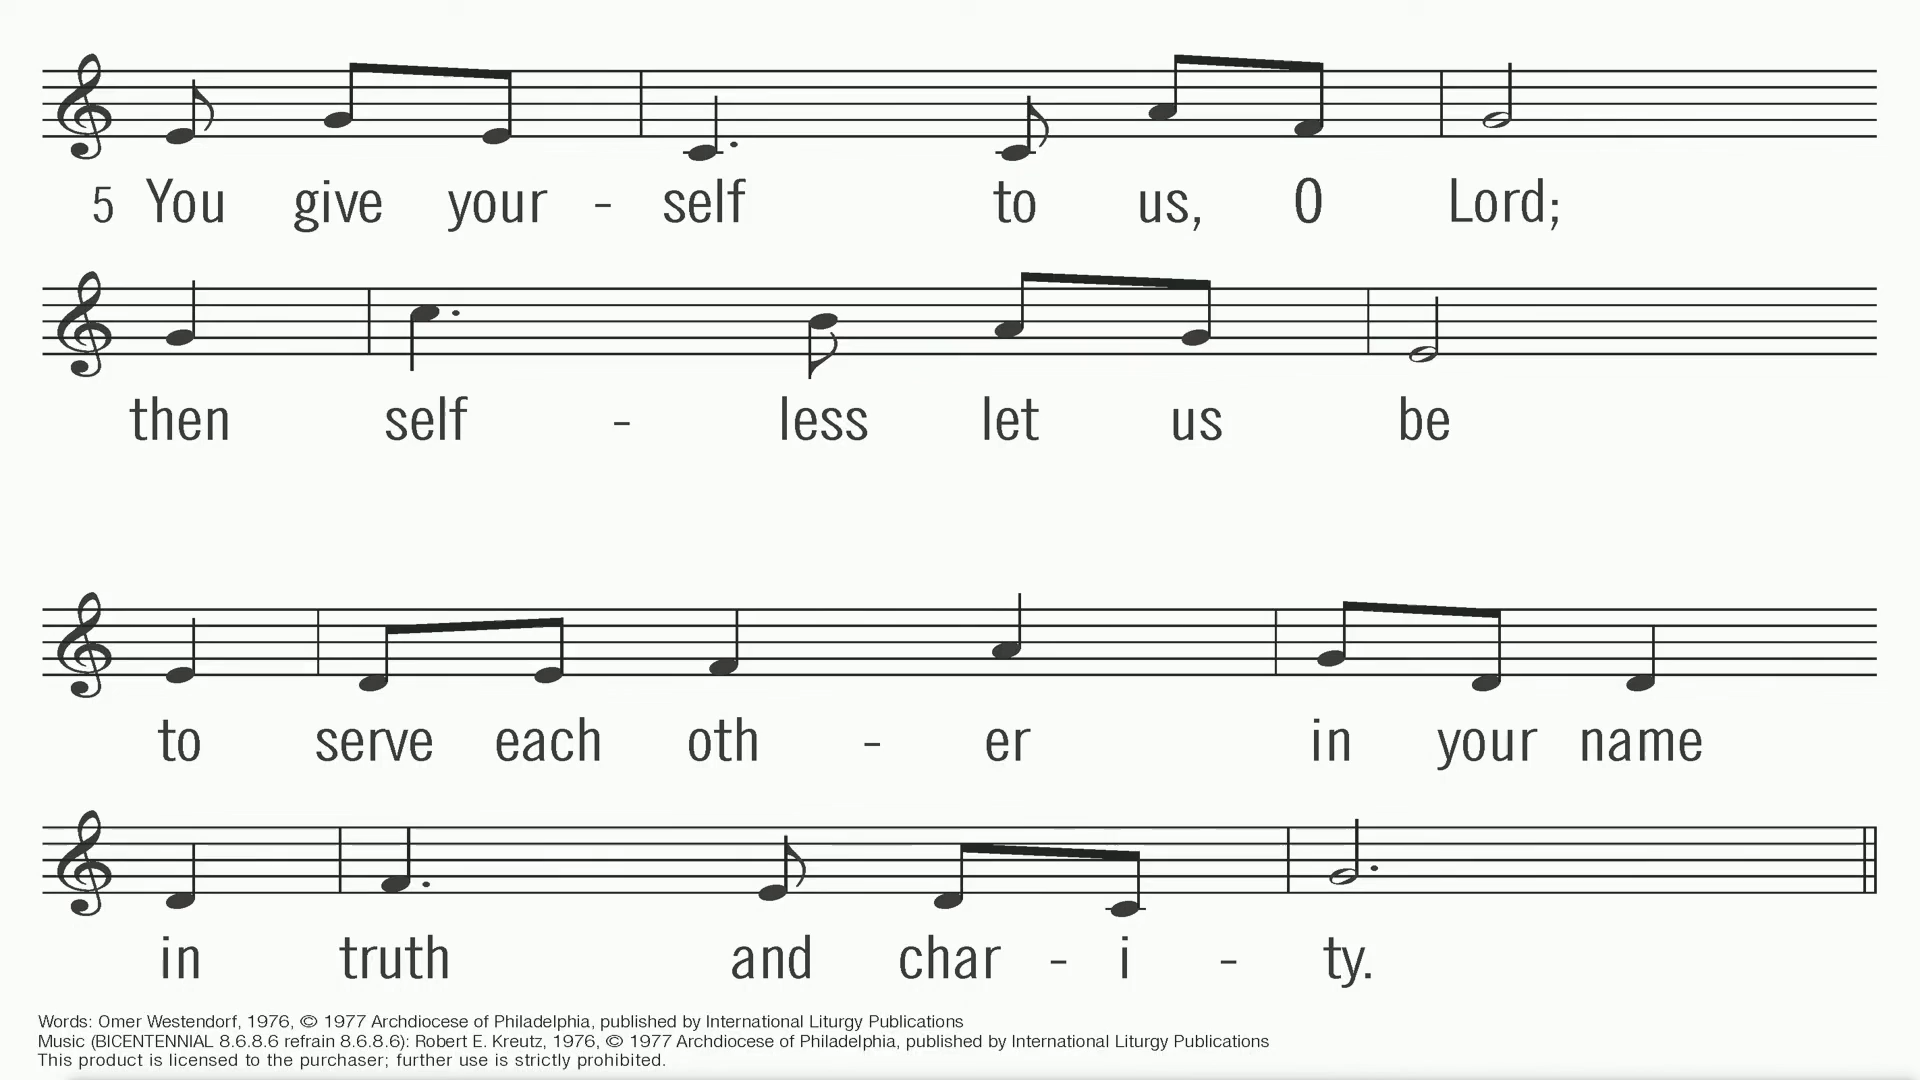 5 You give your - self to us, O Lord;
then self - less let us be
to serve each oth - er in your name
in truth and char - i - ty.
Words: Omer Westendorf, 1976, © 1977 Archdiocese of Philadelphia, published by International Liturgy Publications
Music (BICENTENNIAL 8.6.8.6 refrain 8.6.8.6): Robert E. Kreutz, 1976, © 1977 Archdiocese of Philadelphia, published by International Liturgy Publications
This product is licensed to the purchaser; further use is strictly prohibited.